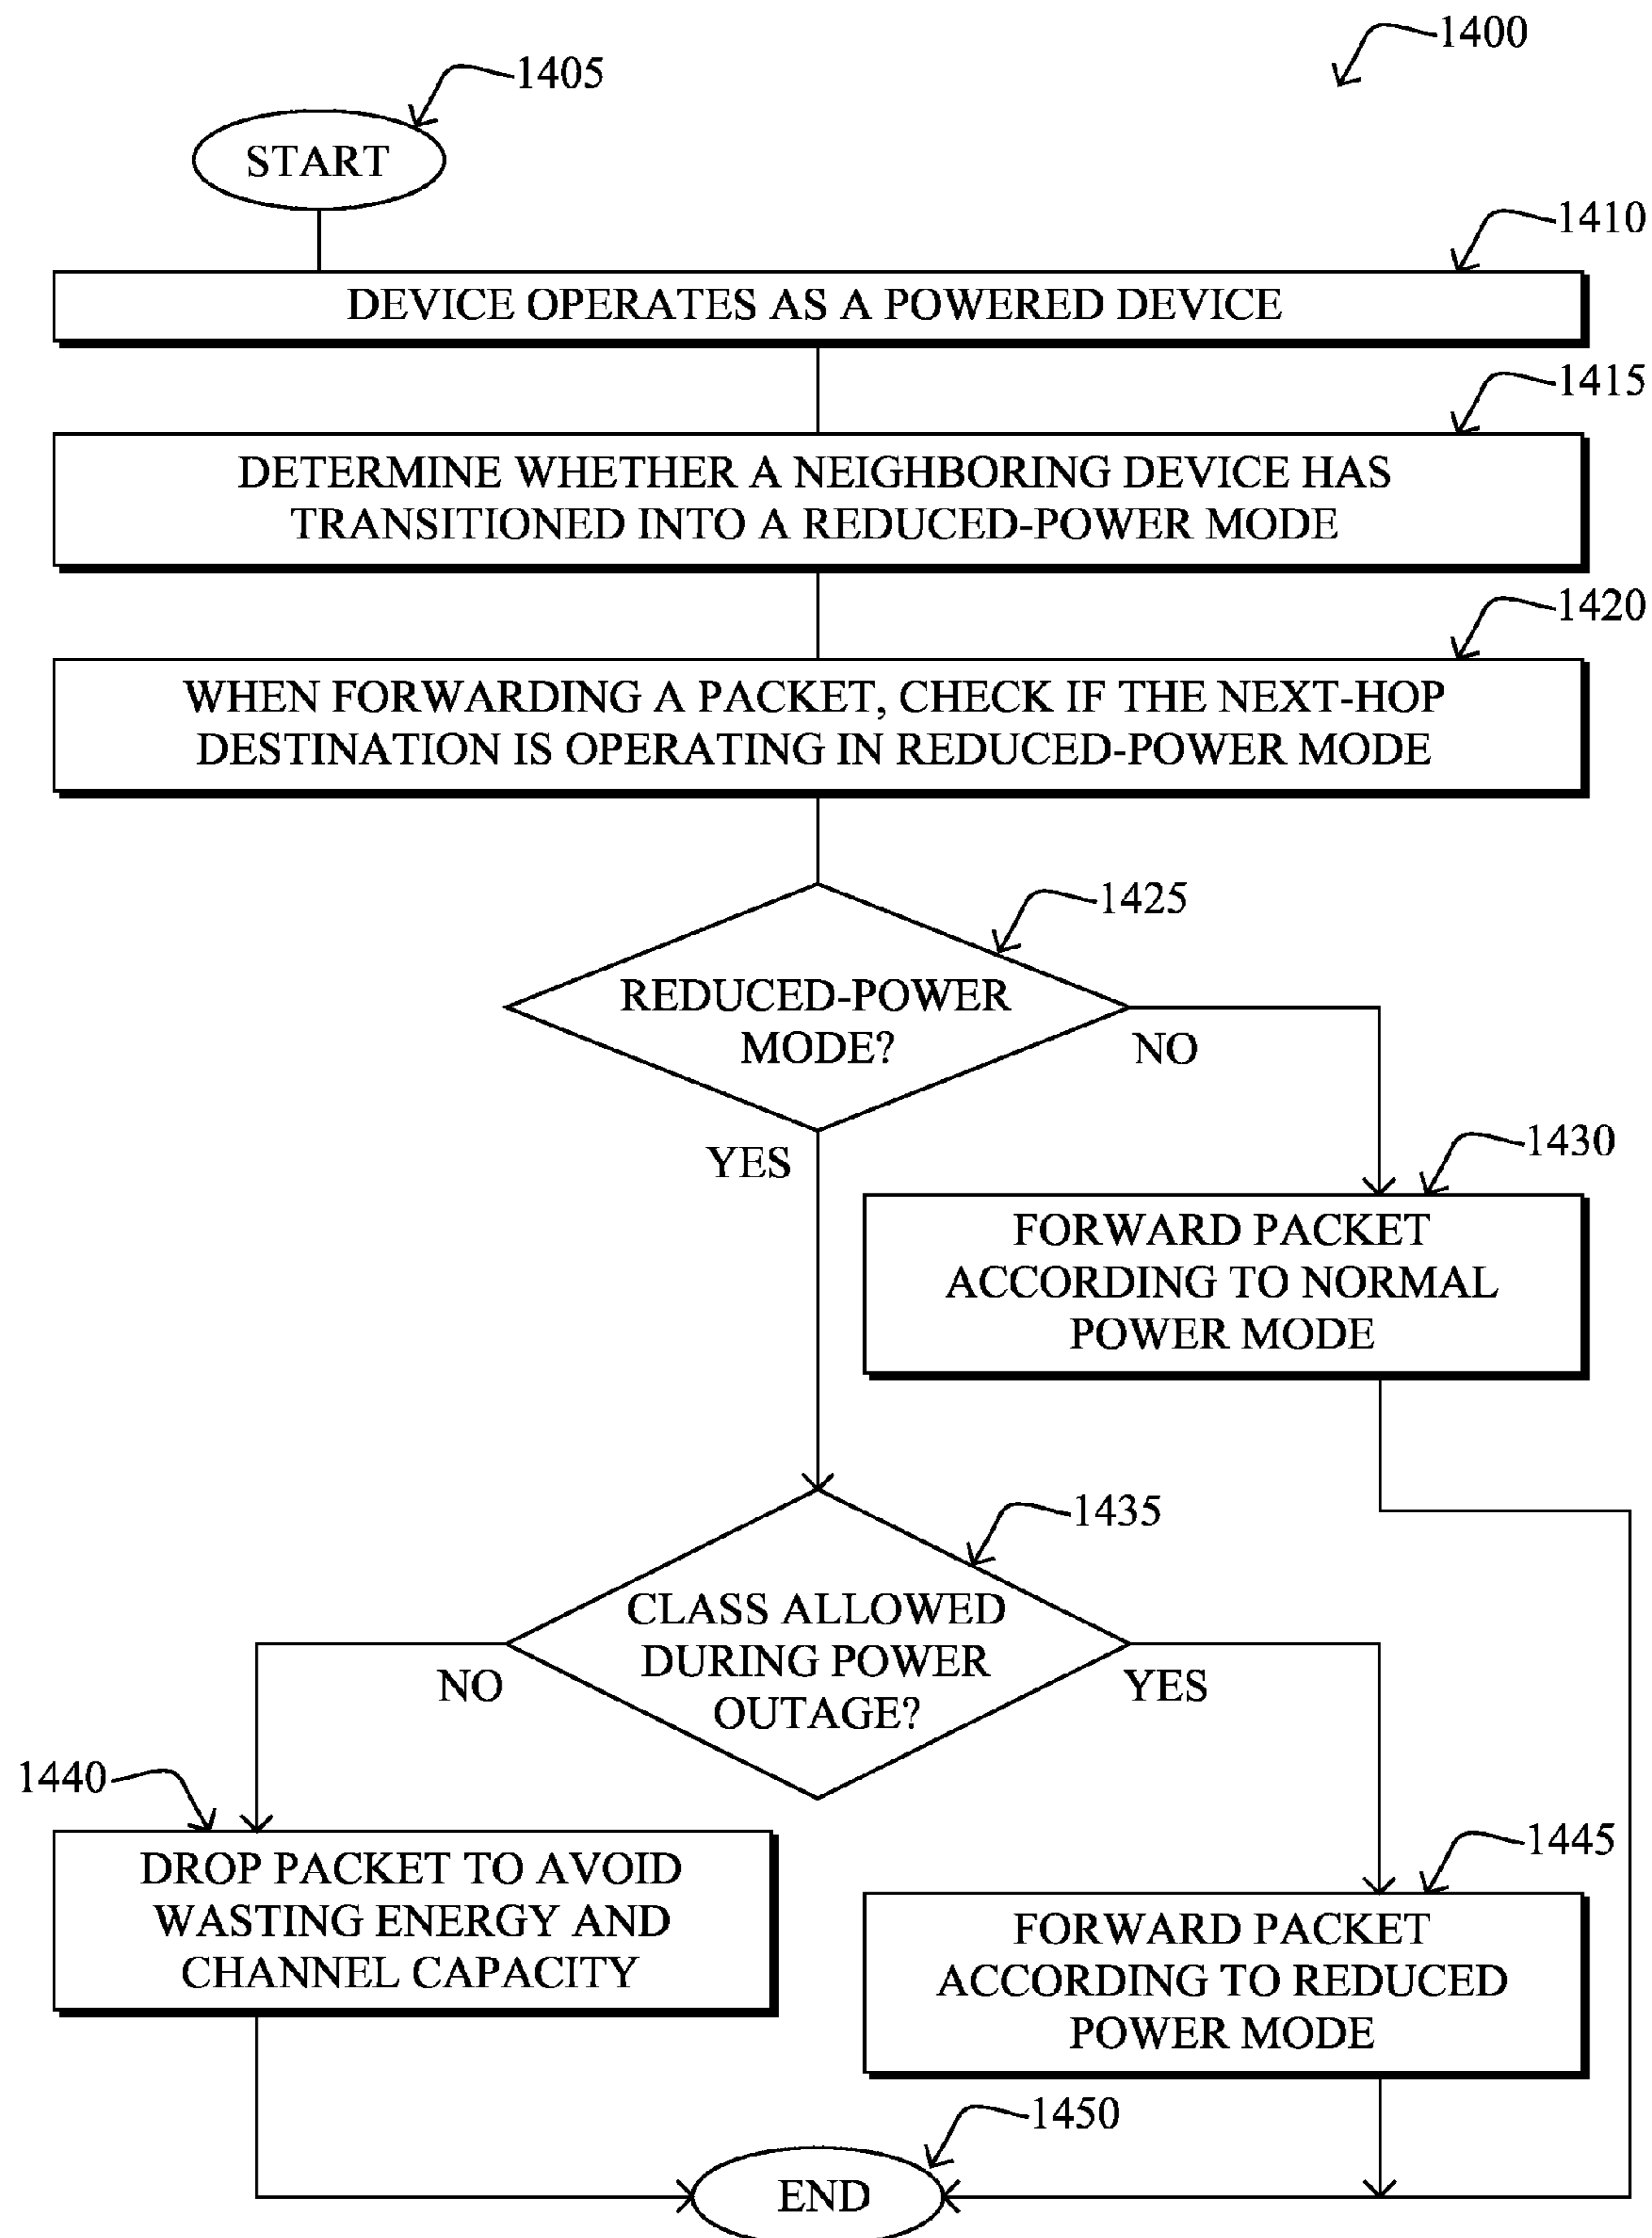 1400
1405
START
1410
DEVICE OPERATES AS A POWERED DEVICE
1415
DETERMINE WHETHER A NEIGHBORING DEVICE HAS
TRANSITIONED INTO A REDUCED-POWER MODE
1420
WHEN FORWARDING A PACKET, CHECK IF THE NEXT-HOP
DESTINATION IS OPERATING IN REDUCED-POWER MODE
1425
REDUCED-POWER
MODE?
NO
YES
1430
FORWARD PACKET
ACCORDING TO NORMAL
POWER MODE
1435
CLASS ALLOWED
DURING POWER
OUTAGE?
NO
YES
1440
DROP PACKET TO AVOID
WASTING ENERGY AND
CHANNEL CAPACITY
1445
FORWARD PACKET
ACCORDING TO REDUCED
POWER MODE
1450
END